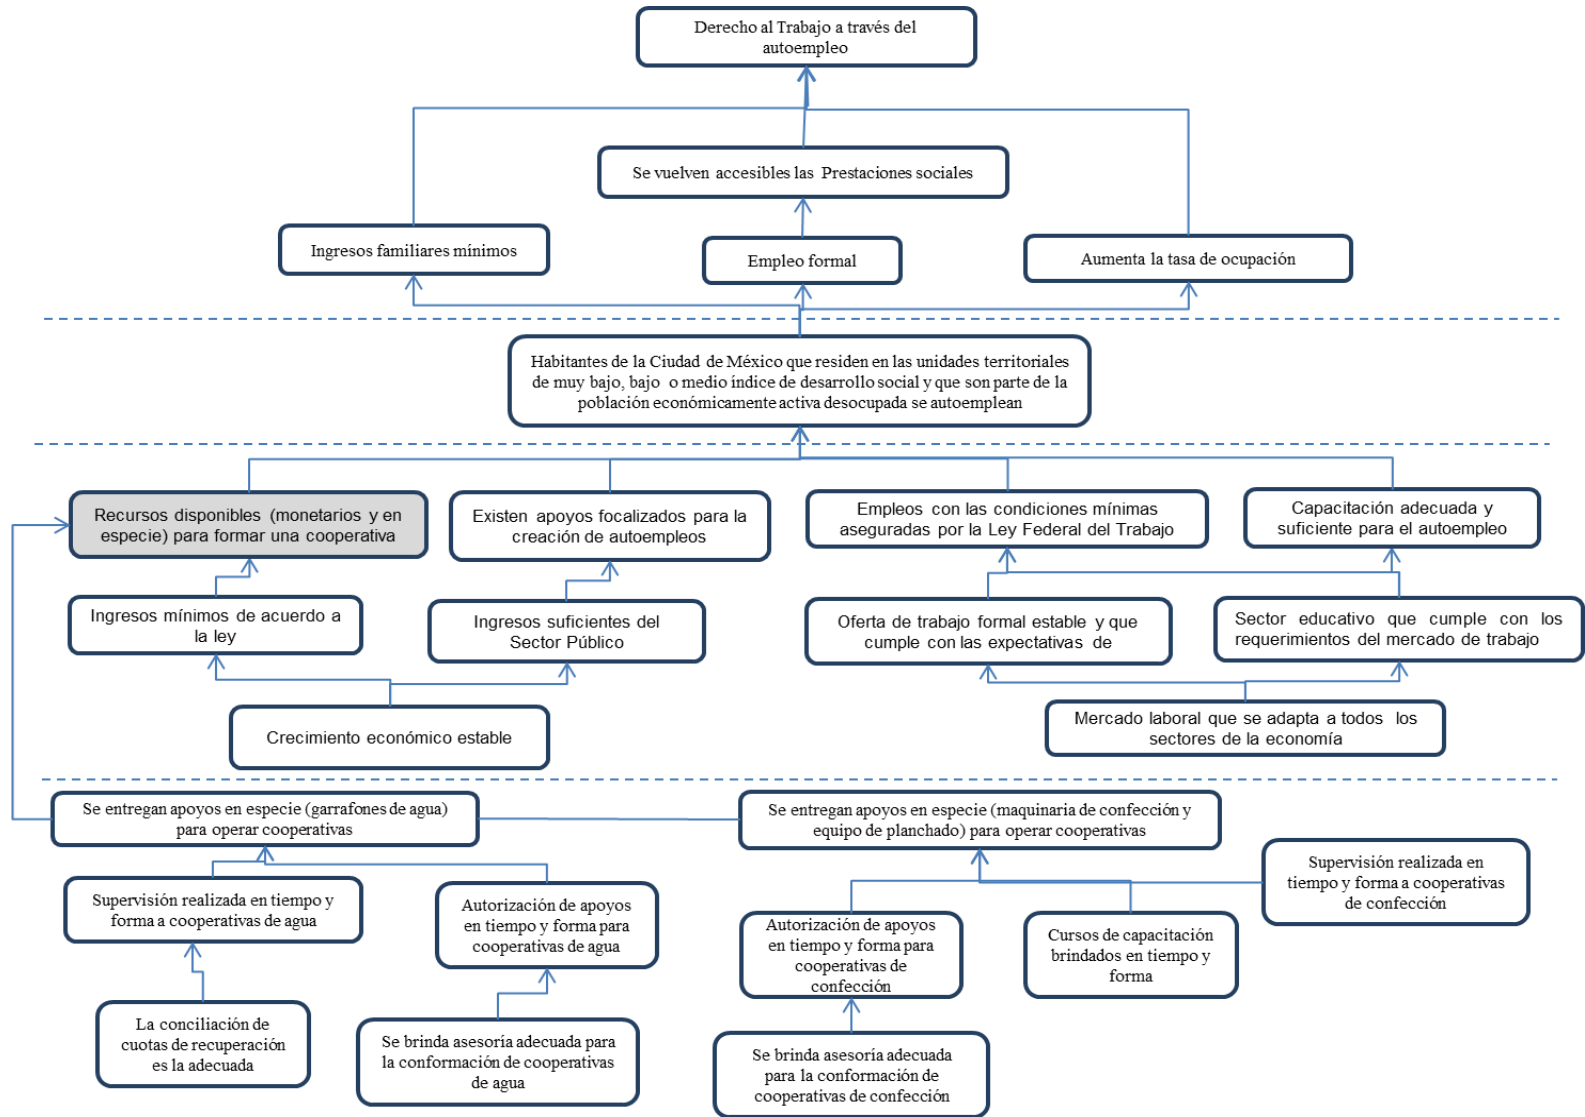 Derecho al Trabajo a través del
autoempleo
Se vuelven accesibles las Prestaciones sociales
Ingresos familiares mínimos
Empleo formal
Aumenta la tasa de ocupación
Habitantes de la Ciudad de México que residen en las unidades territoriales
de muy bajo, bajo o medio índice de desarrollo social y que son parte de la
población económicamente activa desocupada se autoemplean
Recursos disponibles (monetarios y en
especie) para formar una cooperativa
Existen apoyos focalizados para la
creación de autoempleos
Empleos con las condiciones mínimas
aseguradas por la Ley Federal del Trabajo
Capacitación adecuada y
suficiente para el autoempleo
Ingresos mínimos de acuerdo a
la ley
Ingresos suficientes del
Sector Público
Oferta de trabajo formal estable y que
cumple con las expectativas de
Sector educativo que cumple con los
requerimientos del mercado de trabajo
Crecimiento económico estable
Mercado laboral que se adapta a todos los
sectores de la economía
Se entregan apoyos en especie (garrafones de agua)
para operar cooperativas
Se entregan apoyos en especie (maquinaria de confección y
equipo de planchado) para operar cooperativas
Supervisión realizada en tiempo y
forma a cooperativas de agua
Autorización de apoyos
en tiempo y forma para
cooperativas de agua
Autorización de apoyos
en tiempo y forma para
cooperativas de
confección
Cursos de capacitación
brindados en tiempo y
forma
Supervisión realizada en
tiempo y forma a cooperativas
de confección
La conciliación de
cuotas de recuperación
es la adecuada
Se brinda asesoría adecuada para
la conformación de cooperativas
de agua
Se brinda asesoría adecuada
para la conformación de
cooperativas de confección